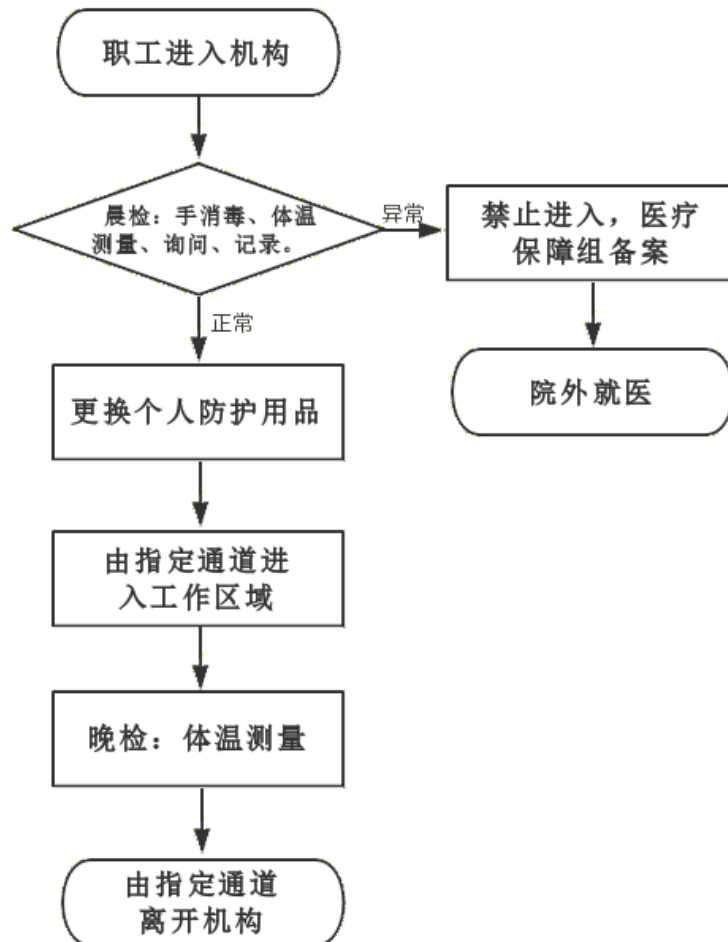 职工进入机构
晨检：手消毒、体温
测量、询问、记录。
异常
禁止进入，医疗
保障组备案
正常
院外就医
更换个人防护用品
由指定通道进
入工作区域
晚检：体温测量
由指定通道
离开机构